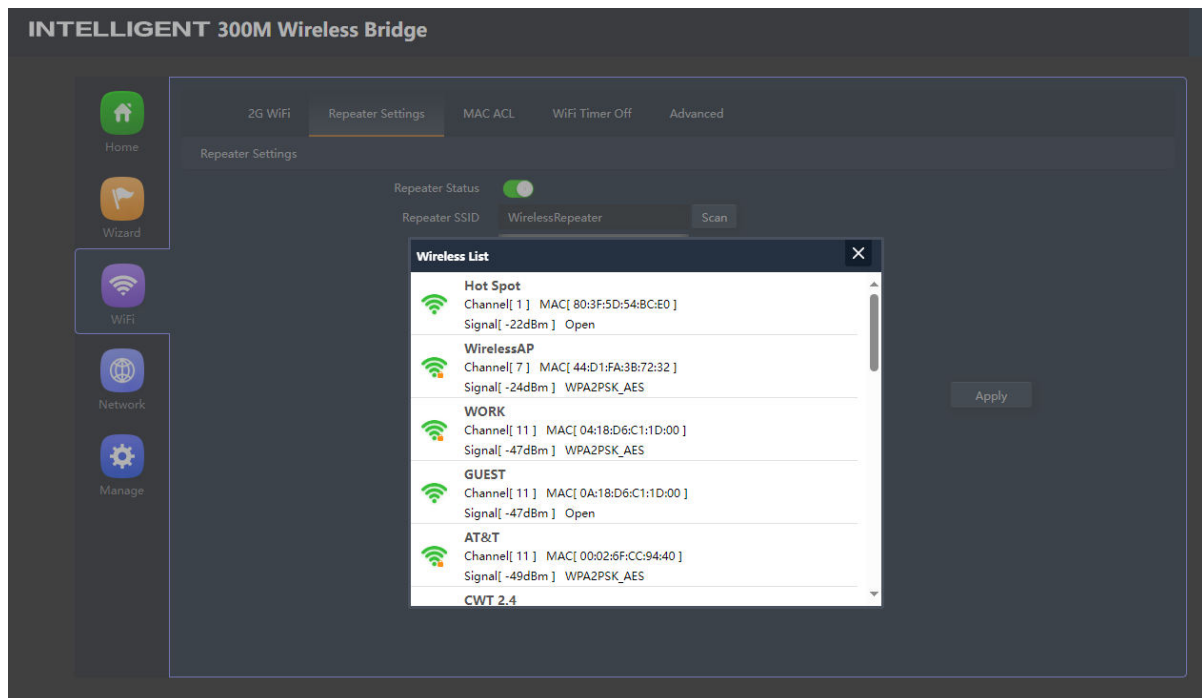 INTELLIGENT 300M Wireless Bridge
Home
Wizard
WiFi
Network
Manage
2G WiFi Repeater Settings MAC ACL WiFi Timer Off Advanced
Repeater Settings
Repeater Status
Repeater SSID WirelessRepeater Scan
Wireless List
Hot Spot
Channel[ 1 ] MAC[ 80:3F:5D:54:BC:E0 ]
Signal[ -22dBm ] Open
WirelessAP
Channel[ 7 ] MAC[ 44:D1:FA:3B:72:32 ]
Signal[ -24dBm ] WPA2PSK_AES
WORK
Channel[ 11 ] MAC[ 04:18:D6:C1:1D:00 ]
Signal[ -47dBm ] WPA2PSK_AES
GUEST
Channel[ 11 ] MAC[ 0A:18:D6:C1:1D:00 ]
Signal[ -47dBm ] Open
AT&T
Channel[ 11 ] MAC[ 00:02:6F:CC:94:40 ]
Signal[ -49dBm ] WPA2PSK_AES
CWT 2.4
Apply